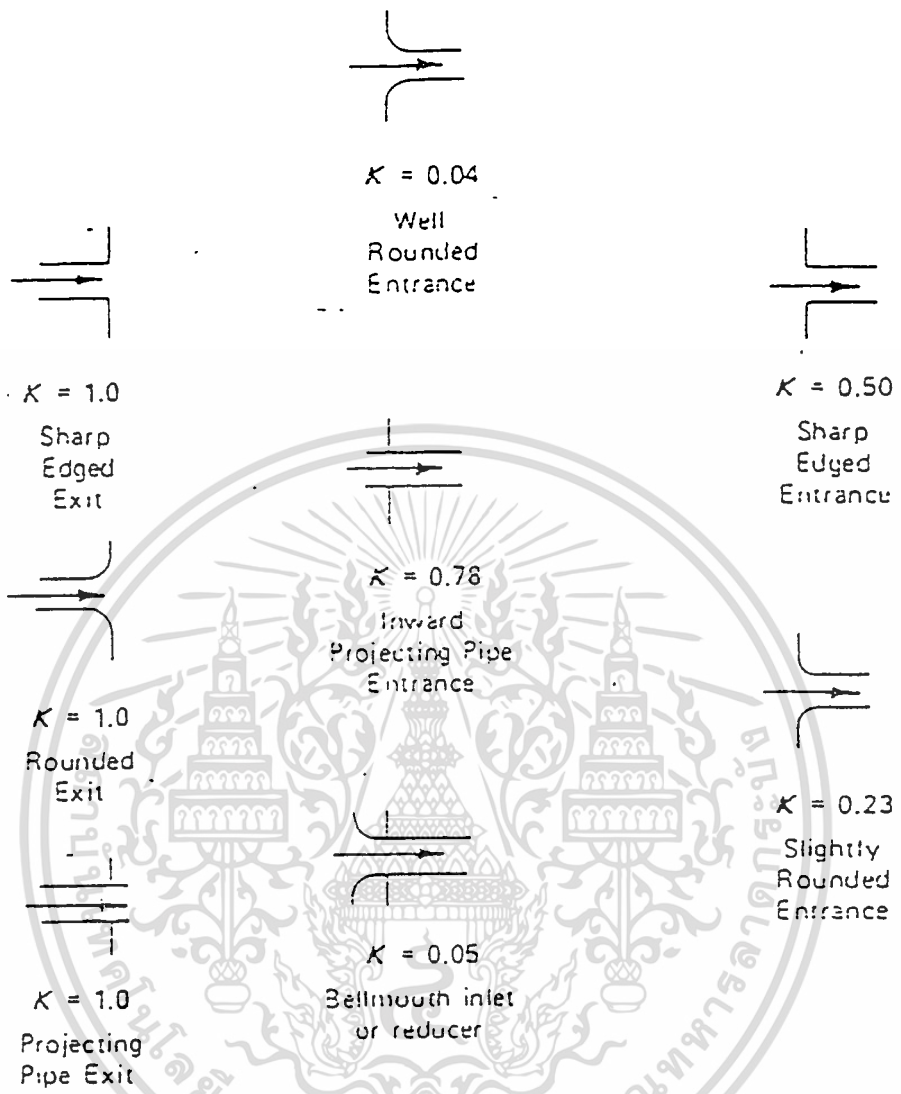 K = 0.04
Well
Rounded
Entrance
K = 1.0
Sharp
Edged
Exit
K = 0.50
Sharp
Edged
Entrance
K = 0.78
Inward
Projecting Pipe
Entrance
K = 1.0
Rounded
Exit
K = 0.23
Slightly
Rounded
Entrance
K = 0.05
Bellmouth inlet
or reducer
K = 1.0
Projecting
Pipe Exit